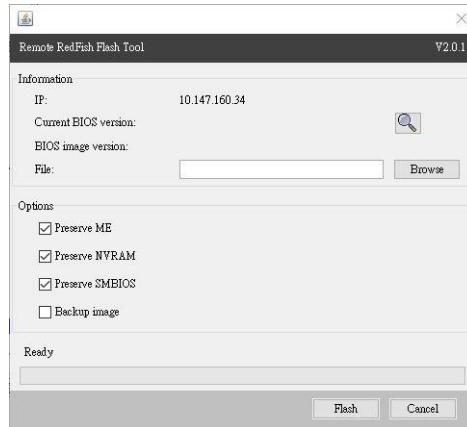 Remote RedFish Flash Tool V2.0.1
Information
IP: 10.147.160.34
Current BIOS version:
BIOS image version:
File: Browse
Options
Preserve ME
Preserve NVRAM
Preserve SMBIOS
Backup image
Ready
Flash Cancel